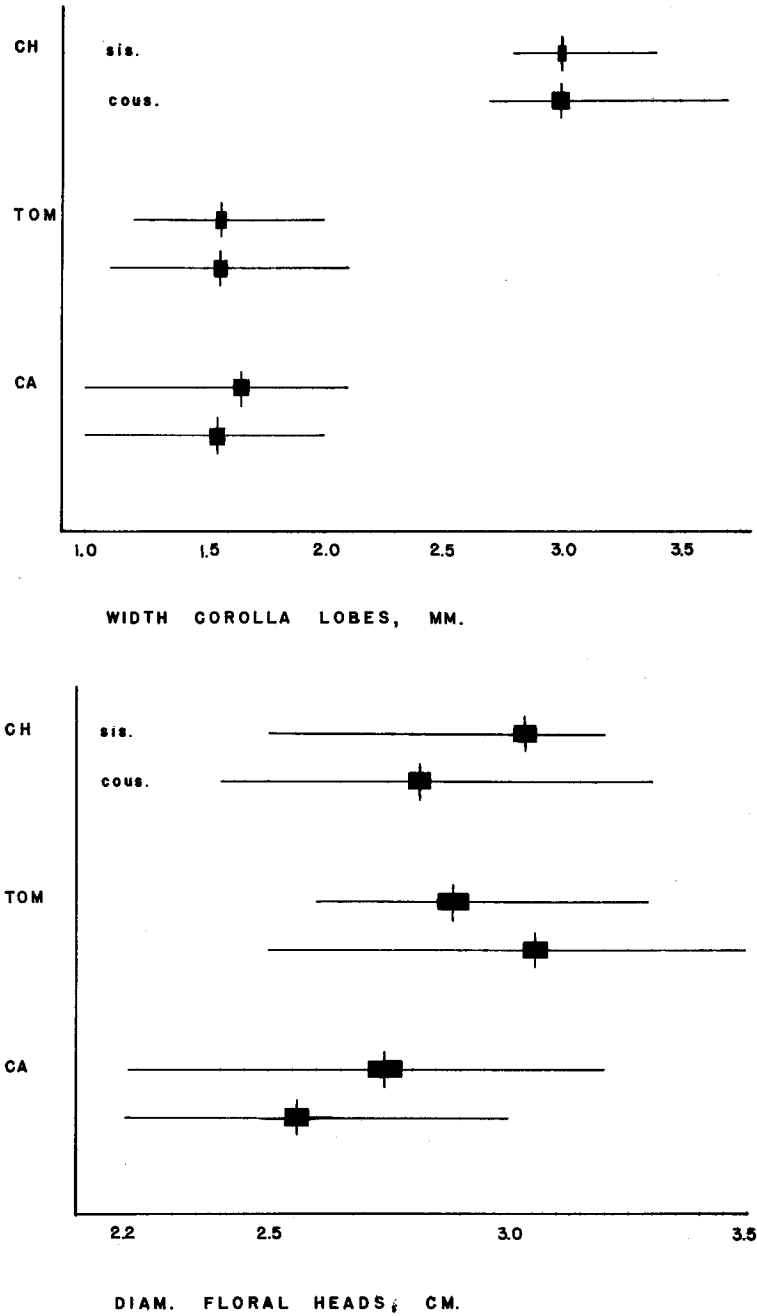 CH sis.
cous.
TOM
CA
1.0 1.5 2.0 2.5 3.0 3.5
WIDTH COROLLA LOBES, MM.
CH sis.
cous.
TOM
CA
2.2 2.5 3.0 3.5
DIAM. FLORAL HEADS, CM.